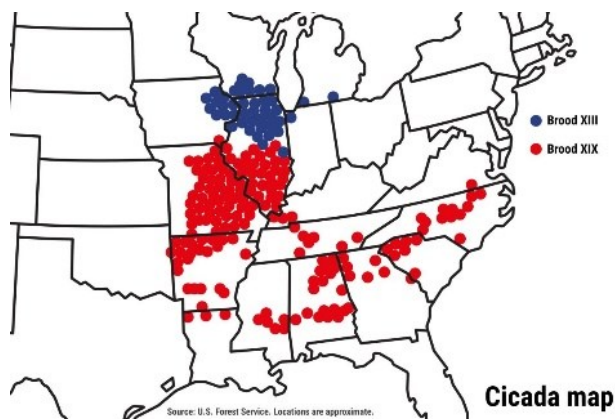 Brood XIII
Brood XIX
Cicada map
Source: U.S. Forest Service. Locations are approximate.